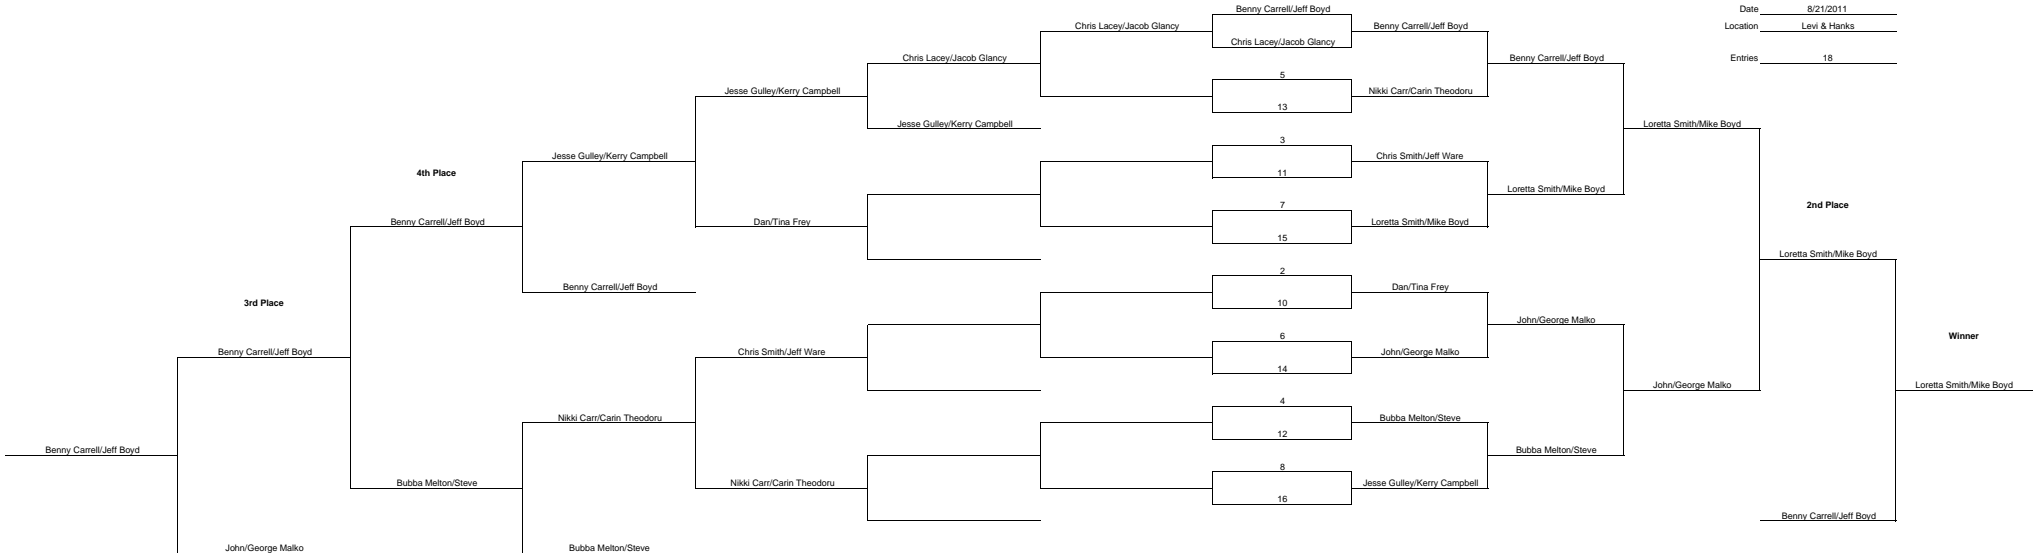 Benny Carrell/Jeff Boyd
Date 8/21/2011
Chris Lacey/Jacob Glancy
Benny Carrell/Jeff Boyd
Location Levi & Hanks
Chris Lacey/Jacob Glancy
Chris Lacey/Jacob Glancy
Benny Carrell/Jeff Boyd
Entries 18
5
Jesse Gulley/Kerry Campbell
Nikki Carr/Carin Theodoru
13
Jesse Gulley/Kerry Campbell
Loretta Smith/Mike Boyd
3
Jesse Gulley/Kerry Campbell
Chris Smith/Jeff Ware
4th Place
11
Loretta Smith/Mike Boyd
7
2nd Place
Benny Carrell/Jeff Boyd
Dan/Tina Frey
Loretta Smith/Mike Boyd
15
Loretta Smith/Mike Boyd
2
Benny Carrell/Jeff Boyd
Dan/Tina Frey
3rd Place
10
John/George Malko
6
Winner
Benny Carrell/Jeff Boyd
Chris Smith/Jeff Ware
John/George Malko
14
John/George Malko
Loretta Smith/Mike Boyd
4
Nikki Carr/Carin Theodoru
Bubba Melton/Steve
12
Benny Carrell/Jeff Boyd
Bubba Melton/Steve
8
Bubba Melton/Steve
Nikki Carr/Carin Theodoru
Jesse Gulley/Kerry Campbell
16
Benny Carrell/Jeff Boyd
John/George Malko
Bubba Melton/Steve